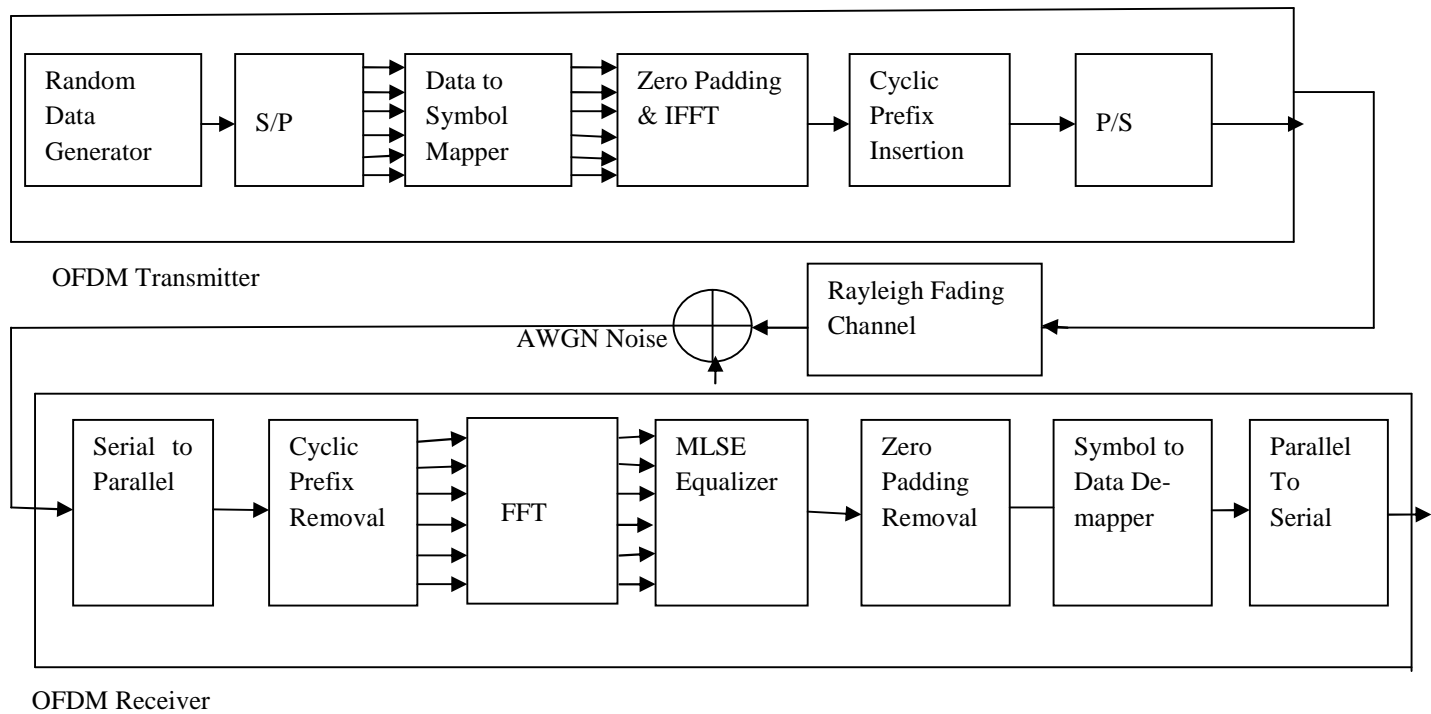 Random
Data
Generator
S/P
Data to
Symbol
Mapper
Zero Padding
& IFFT
Cyclic
Prefix
Insertion
P/S
OFDM Transmitter
Rayleigh Fading
Channel
AWGN Noise
Serial to
Parallel
Cyclic
Prefix
Removal
FFT
MLSE
Equalizer
Zero
Padding
Removal
Symbol to
Data De-
mapper
Parallel
To
Serial
OFDM Receiver